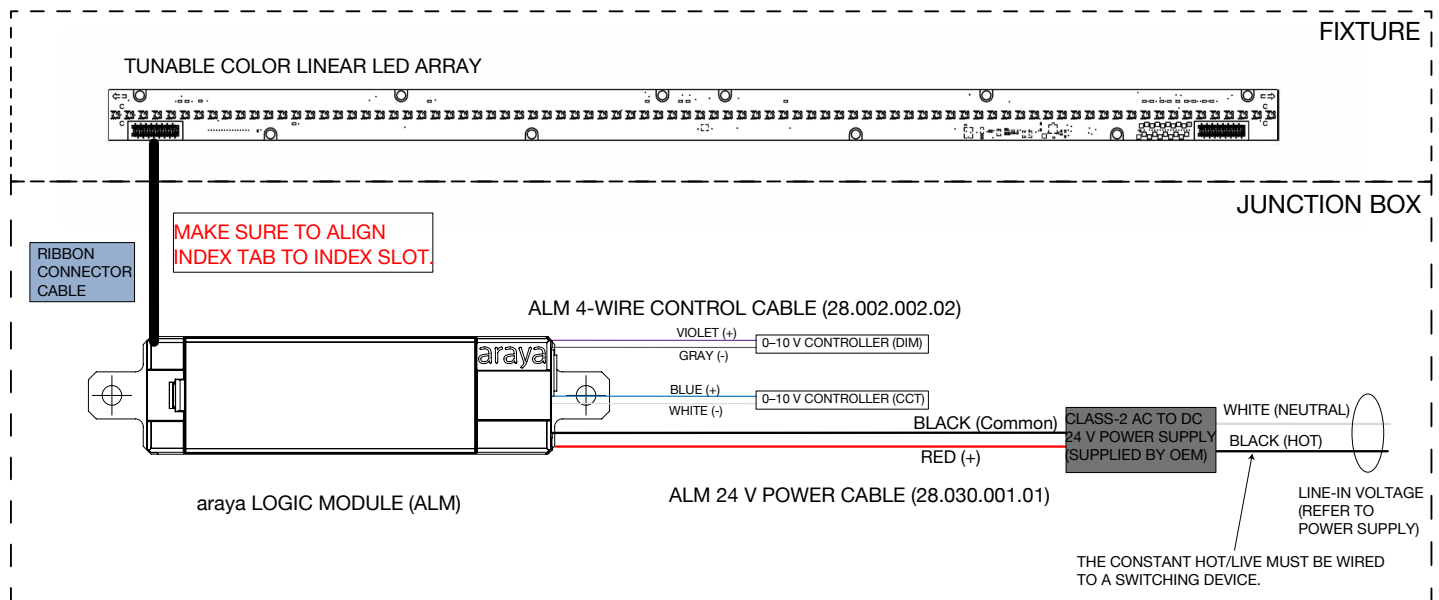 FIXTURE
TUNABLE COLOR LINEAR LED ARRAY
JUNCTION BOX
MAKE SURE TO ALIGN
INDEX TAB TO INDEX SLOT.
RIBBON
CONNECTOR
CABLE
ALM 4-WIRE CONTROL CABLE (28.002.002.02)
VIOLET (+)
0–10 V CONTROLLER (DIM)
GRAY (-)
araya
BLUE (+)
0–10 V CONTROLLER (CCT)
WHITE (-)
BLACK (Common)
RED (+)
CLASS-2 AC TO DC
24 V POWER SUPPLY
(SUPPLIED BY OEM)
WHITE (NEUTRAL)
BLACK (HOT)
araya LOGIC MODULE (ALM)
ALM 24 V POWER CABLE (28.030.001.01)
LINE-IN VOLTAGE
(REFER TO
POWER SUPPLY)
THE CONSTANT HOT/LIVE MUST BE WIRED
TO A SWITCHING DEVICE.